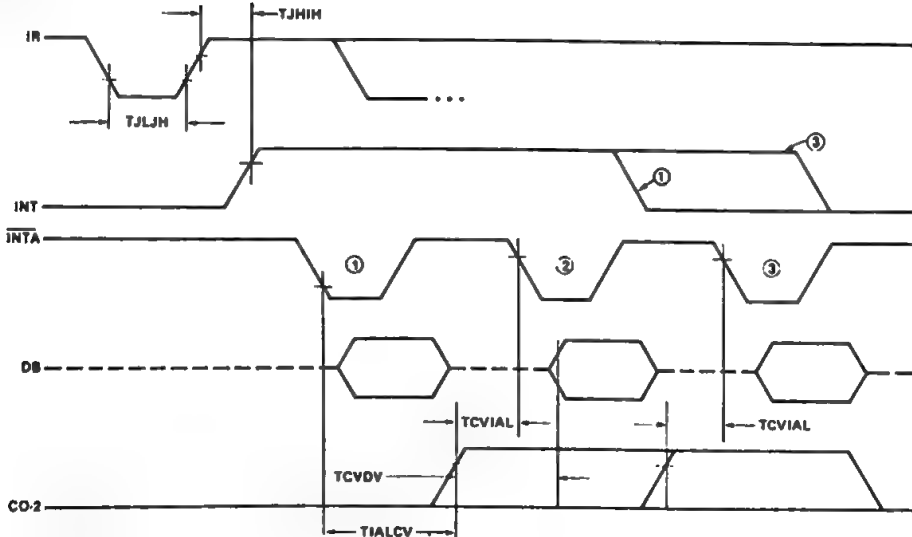 TJHIH
IR
TJLJH
③
①
INT
INTA
① ② ③
DB
TCVIAL TCVIAL
TCVDV
CO-2
TIALCV